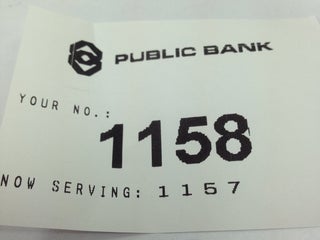 PUBLIC BANK
YOUR NO.:
1158
NOW SERVING: 1157